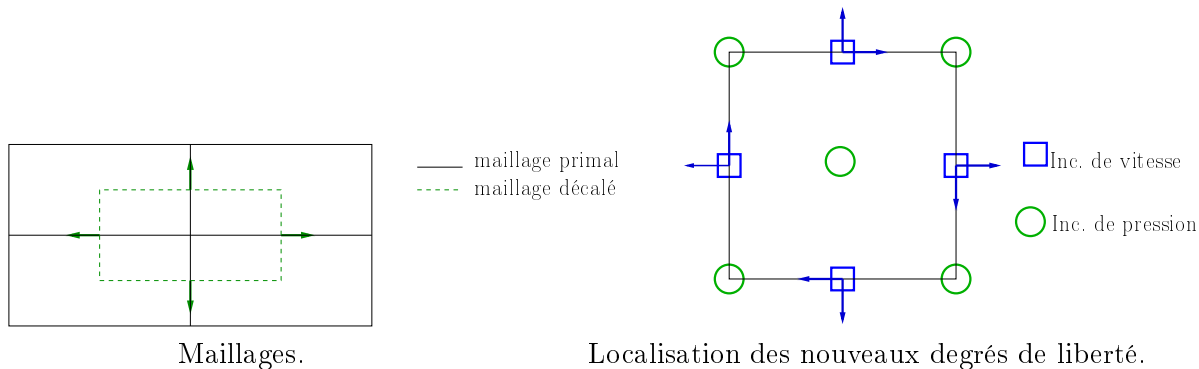 maillage primal
maillage décalé
Inc. de vitesse
Inc. de pression
Maillages.
Localisation des nouveaux degrés de liberté.